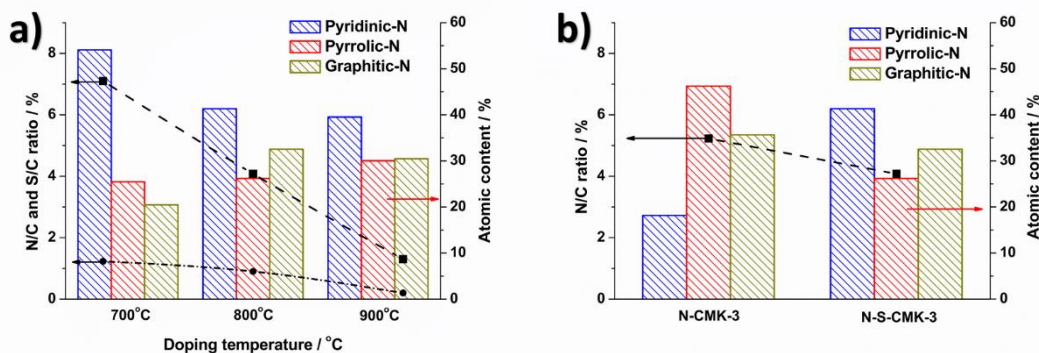 a)
Pyridinic-N
Pyrrolic-N
Graphitic-N
N/C and S/C ratio / %
8
6
4
2
0
60
50
40
30
20
10
0
Atomic content / %
700°C
800°C
900°C
Doping temperature / °C
b)
Pyridinic-N
Pyrrolic-N
Graphitic-N
N/C ratio / %
8
6
4
2
0
60
50
40
30
20
10
0
Atomic content / %
N-CMK-3
N-S-CMK-3